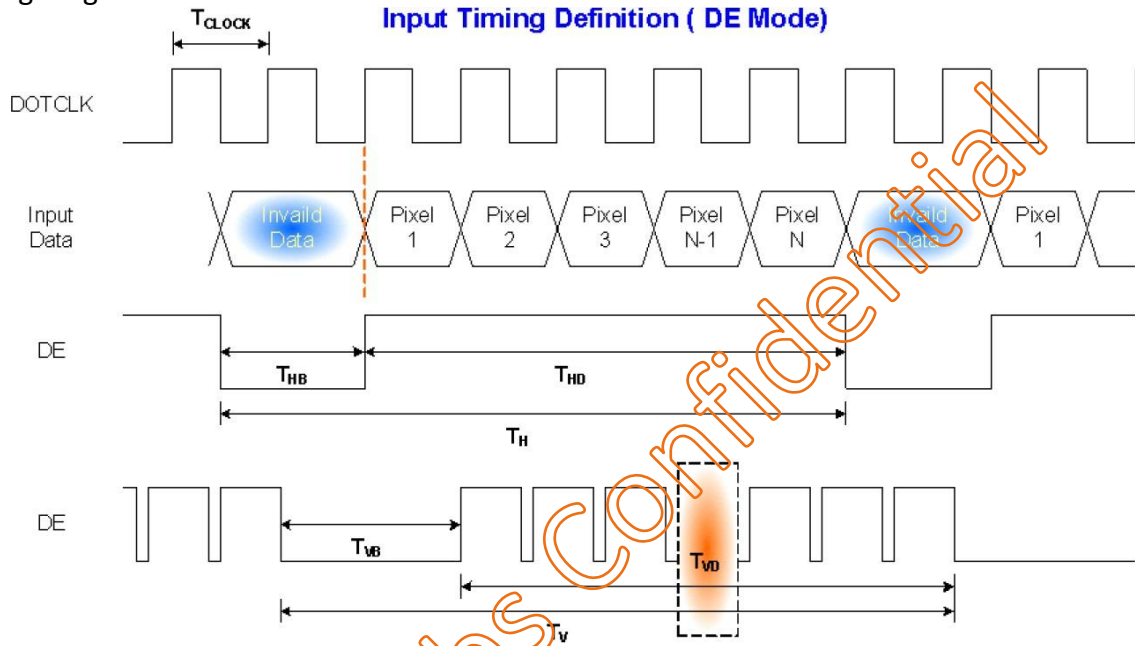 Input Timing Definition ( DE Mode)
TCLOCK
DOTCLK
Input
Data
Invaild
Data
Pixel
1
Pixel
2
Pixel
3
Pixel
N-1
Pixel
N
Invaild
Data
Pixel
1
DE
THB
THD
TH
DE
TVB
TVD
TV
bs Confidential